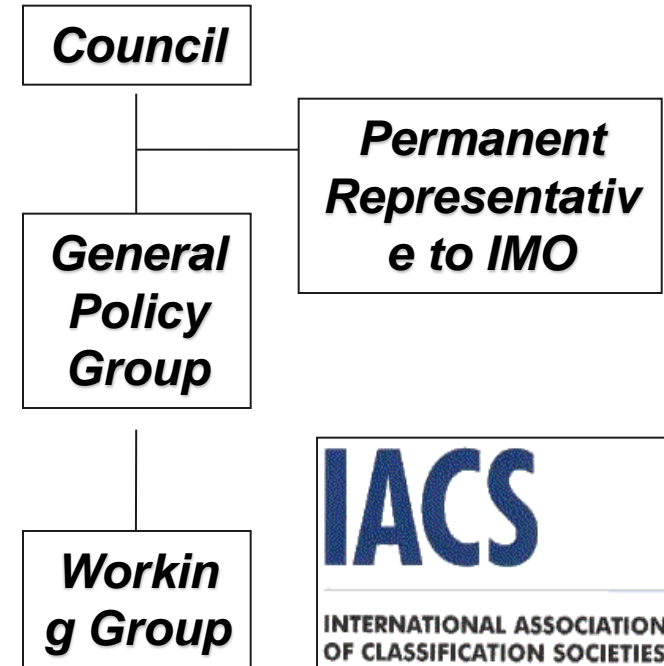 Council
Permanent
Representativ
e to IMO
General
Policy
Group
Workin
g Group
IACS
INTERNATIONAL ASSOCIATION
OF CLASSIFICATION SOCIETIES